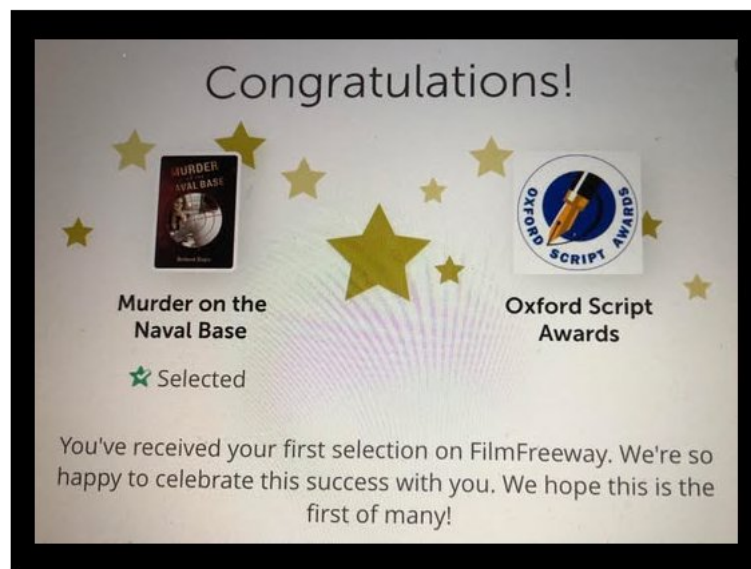 Congratulations!
MURDER
NAVAL BASE
OXFORD SCRIPT AWARDS
Murder on the
Naval Base
Oxford Script
Awards
Selected
You've received your first selection on FilmFreeway. We're so
happy to celebrate this success with you. We hope this is the
first of many!